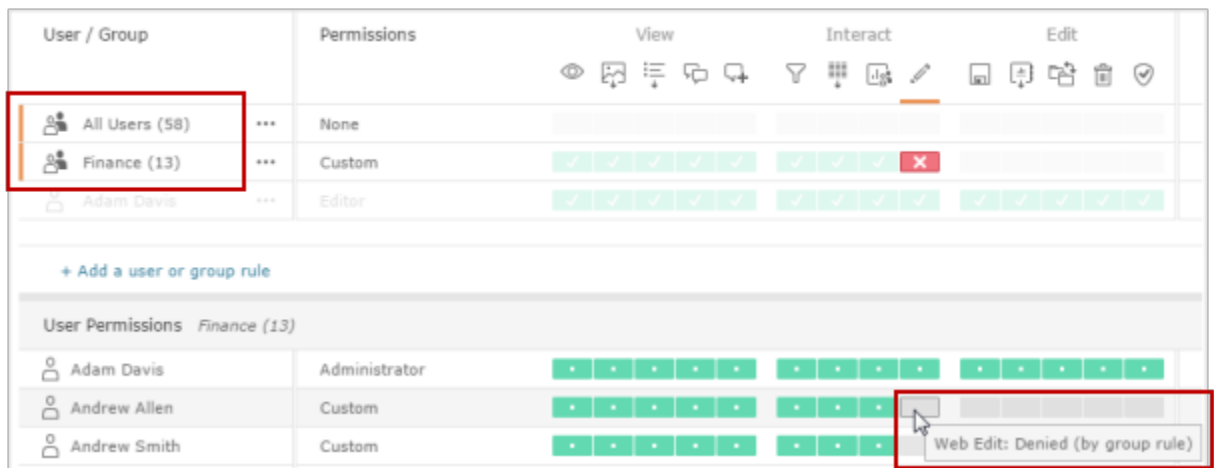 User / Group Permissions View Interact Edit
All Users (58) ••• None
Finance (13) ••• Custom
Adam Davis ••• Editor
+ Add a user or group rule
User Permissions Finance (13)
Adam Davis Administrator
Andrew Allen Custom
Andrew Smith Custom
Web Edit: Denied (by group rule)